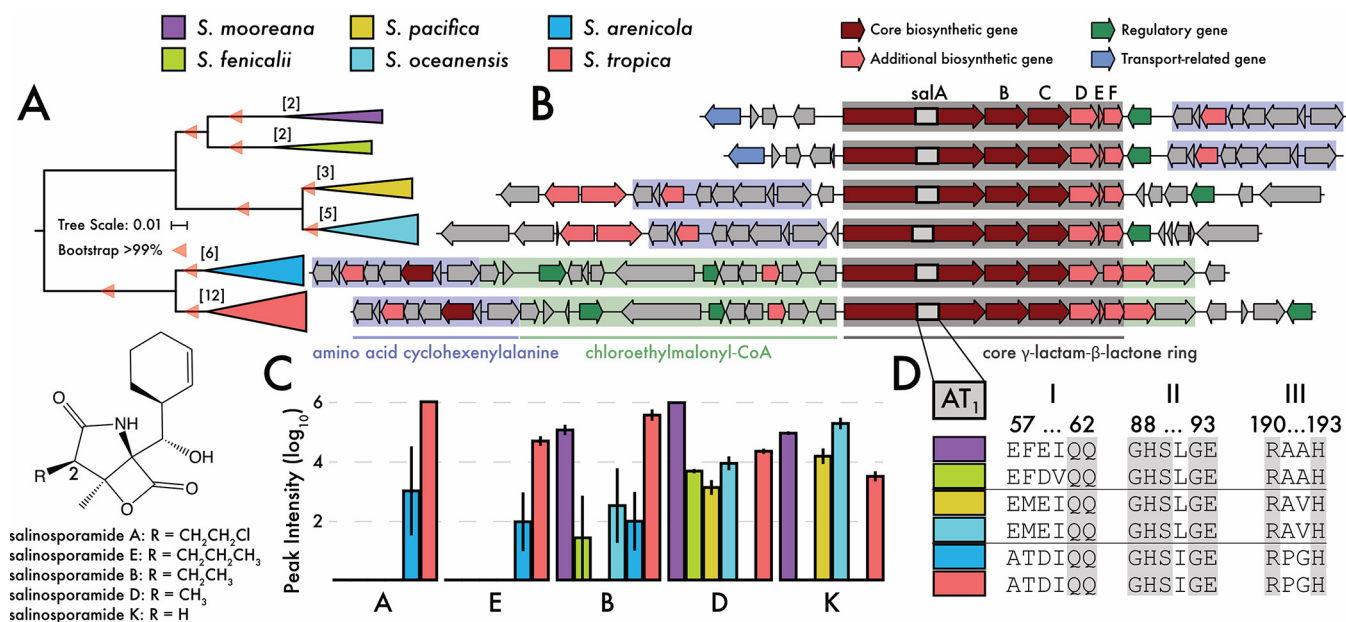 S. mooreana
S. pacifica
S. arenicola
S. fenicalii
S. oceanensis
S. tropica
Core biosynthetic gene
Regulatory gene
Additional biosynthetic gene
Transport-related gene
A
[2]
[2]
[3]
[5]
[6]
[12]
Tree Scale: 0.01
Bootstrap >99%
B
salA B C D E F
amino acid cyclohexenylalanine
chloroethylmalonyl-CoA
core γ-lactam-β-lactone ring
O
NH
R
2
OH
O
O
salinosporamide A: R = CH2CH2Cl
salinosporamide E: R = CH2CH2CH3
salinosporamide B: R = CH2CH3
salinosporamide D: R = CH3
salinosporamide K: R = H
C
Peak Intensity (log10)
6
4
2
A E B D K
D
AT1
I II III
57 ... 62 88 ... 93 190...193
EFEIQQ GHSLGE RAAH
EFDVQQ GHSLGE RAAH
EMEIQQ GHSLGE RAVH
EMEIQQ GHSLGE RAVH
ATDIQQ GHSIGE RPGH
ATDIQQ GHSIGE RPGH